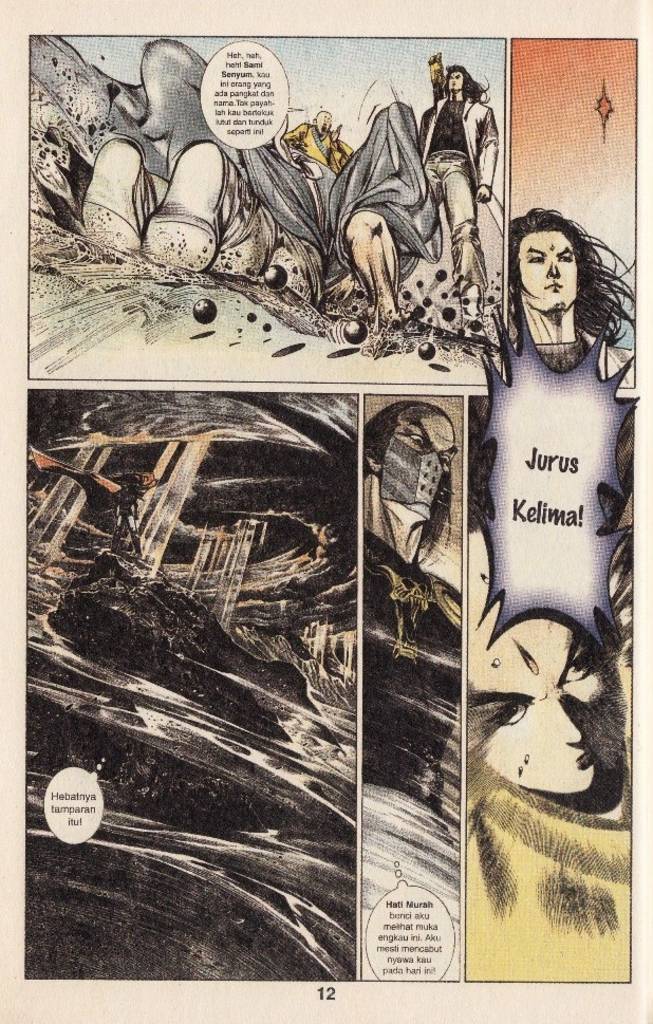 Heh, heh,
heh! Sami
Senyum, kau
ini orang yang
ada pangkat dan
nama. Tak payah-
lah kau bertekuk
lutut dan tunduk
seperti ini!
Jurus
Kelima!
Hebatnya
tamparan
itu!
Hati Murah
benci aku
melihat muka
engkau ini. Aku
mesti mencabut
nyawa kau
pada hari ini!
12